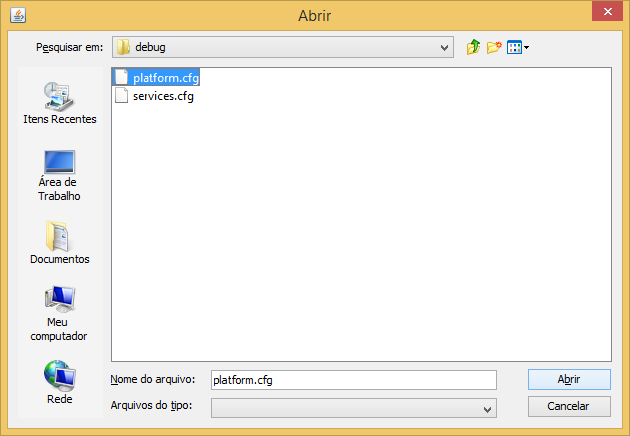 Abrir
Pesquisar em: debug
platform.cfg
services.cfg
Itens Recentes
Área de
Trabalho
Documentos
Meu
computador
Rede
Nome do arquivo: platform.cfg Abrir
Arquivos do tipo: Cancelar